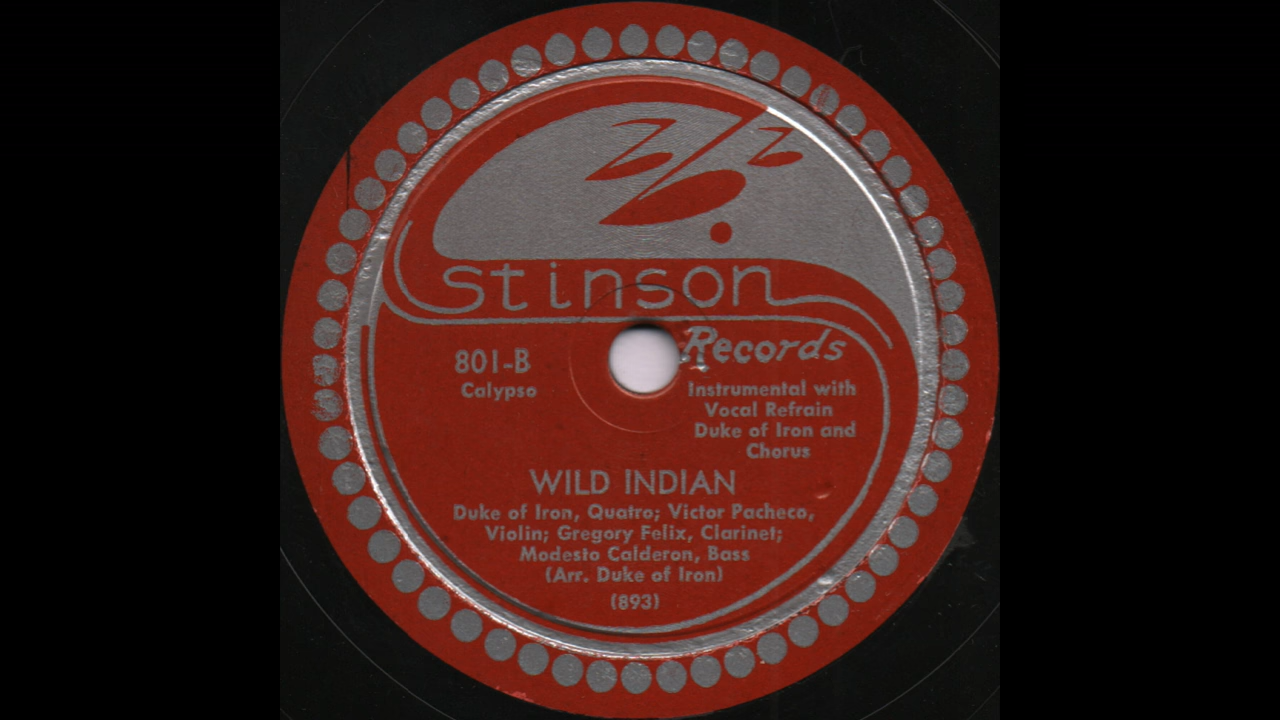 stinson
Records
801-B
Calypso
Instrumental with
Vocal Refrain
Duke of Iron and
Chorus
WILD INDIAN
Duke of Iron, Quatro; Victor Pacheco,
Violin; Gregory Felix, Clarinet;
Modesto Calderon, Bass
(Arr. Duke of Iron)
(893)